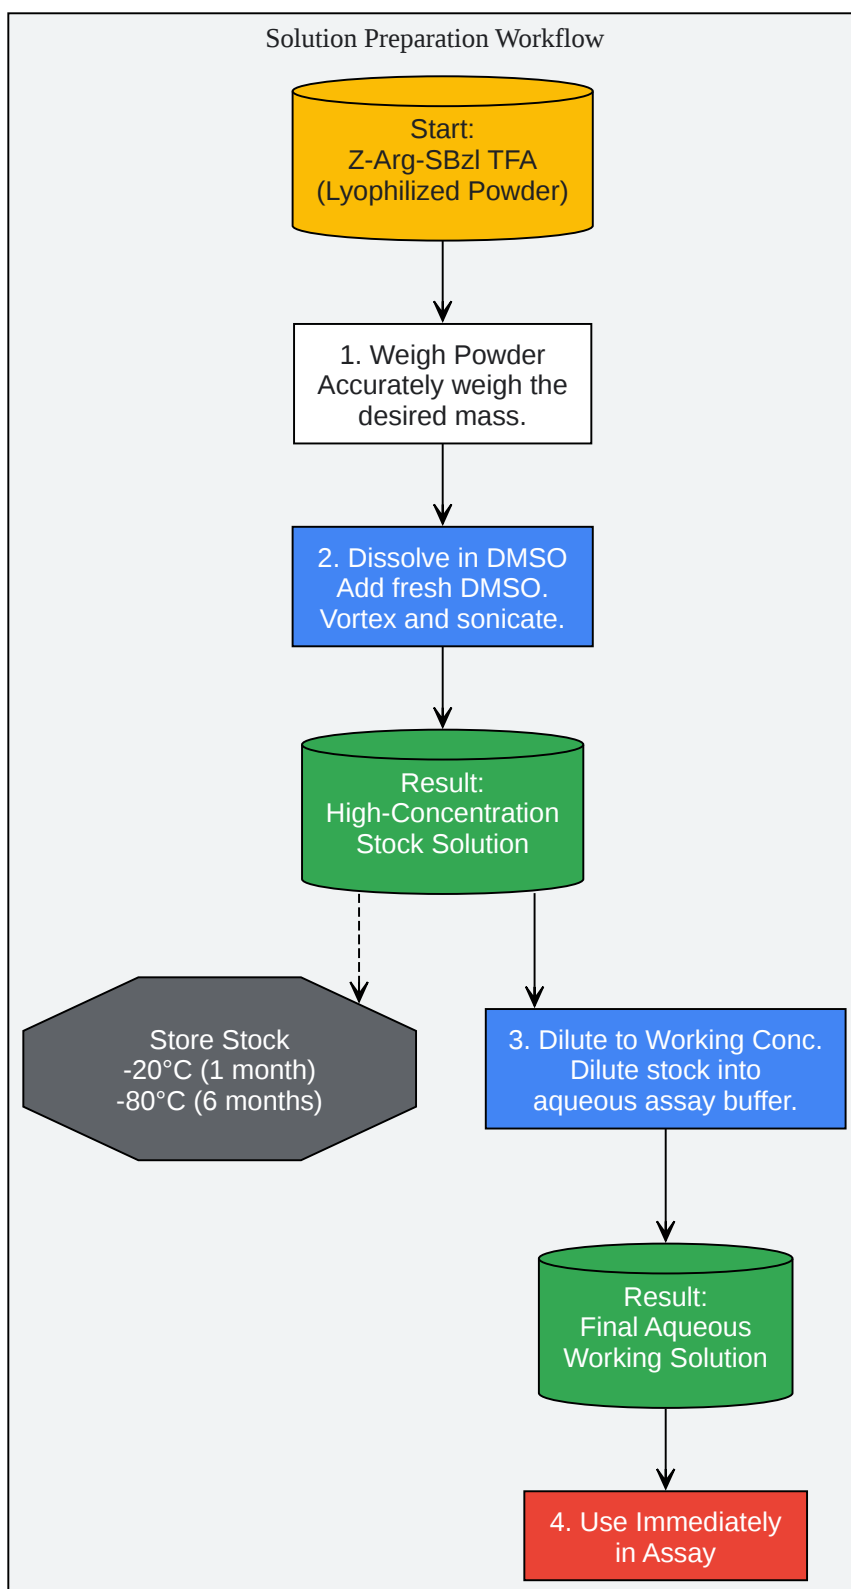 Solution Preparation Workflow
Start:
Z-Arg-SBzl TFA
(Lyophilized Powder)
1. Weigh Powder
Accurately weigh the
desired mass.
2. Dissolve in DMSO
Add fresh DMSO.
Vortex and sonicate.
Result:
High-Concentration
Stock Solution
Store Stock
-20°C (1 month)
-80°C (6 months)
3. Dilute to Working Conc.
Dilute stock into
aqueous assay buffer.
Result:
Final Aqueous
Working Solution
4. Use Immediately
in Assay